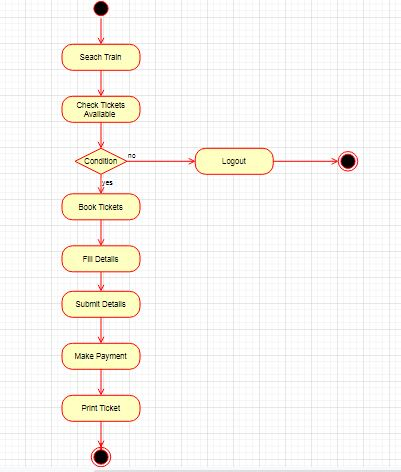 Seach Train
Check Tickets
Available
Condition
no
Logout
yes
Book Tickets
Fill Details
Submit Details
Make Payment
Print Ticket